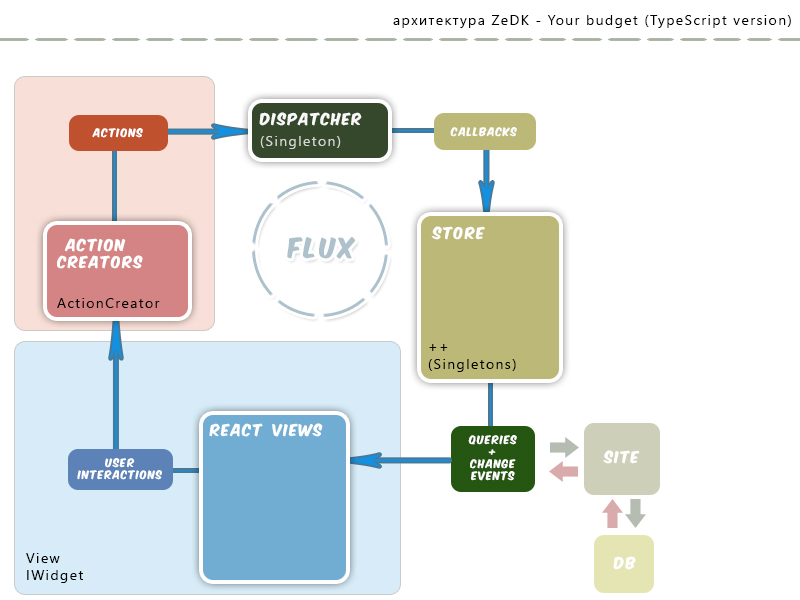 архитектура ZeDK - Your budget (TypeScript version)
ACTIONS
DISPATCHER
(Singleton)
CALLBACKS
ACTION
CREATORS
ActionCreator
FLUX
STORE
++
(Singletons)
REACT VIEWS
USER
INTERACTIONS
QUERIES
+
CHANGE
EVENTS
SITE
DB
View
IWidget